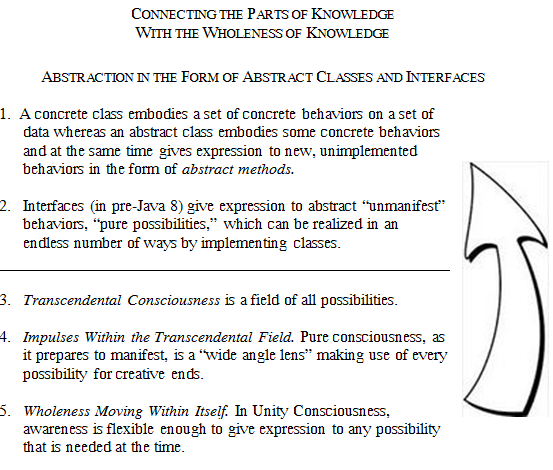 CONNECTING THE PARTS OF KNOWLEDGE
WITH THE WHOLENESS OF KNOWLEDGE
ABSTRACTION IN THE FORM OF ABSTRACT CLASSES AND INTERFACES
1. A concrete class embodies a set of concrete behaviors on a set of
data whereas an abstract class embodies some concrete behaviors
and at the same time gives expression to new, unimplemented
behaviors in the form of abstract methods.
2. Interfaces (in pre-Java 8) give expression to abstract “unmanifest”
behaviors, “pure possibilities,” which can be realized in an
endless number of ways by implementing classes.
3. Transcendental Consciousness is a field of all possibilities.
4. Impulses Within the Transcendental Field. Pure consciousness, as
it prepares to manifest, is a “wide angle lens” making use of every
possibility for creative ends.
5. Wholeness Moving Within Itself. In Unity Consciousness,
awareness is flexible enough to give expression to any possibility
that is needed at the time.